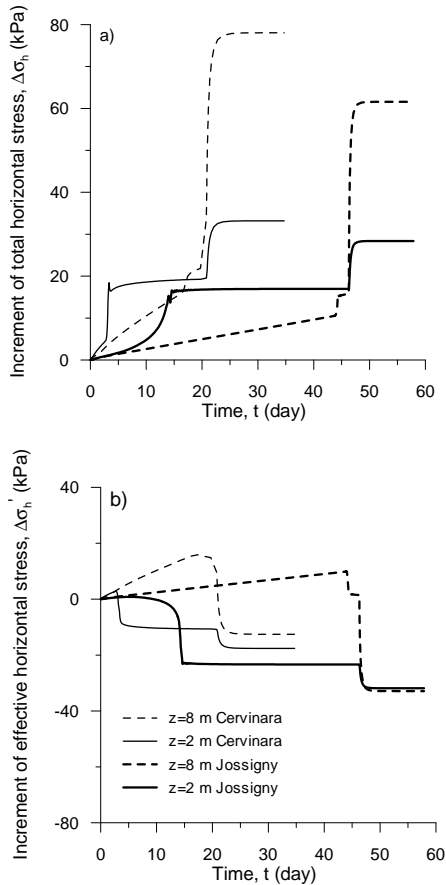 a)
Increment of total horizontal stress, Δσh (kPa)
80
60
40
20
0
0 10 20 30 40 50 60
Time, t (day)
b)
Increment of effective horizontal stress, Δσh' (kPa)
40
0
-40
-80
z=8 m Cervinara
z=2 m Cervinara
z=8 m Jossigny
z=2 m Jossigny
0 10 20 30 40 50 60
Time, t (day)